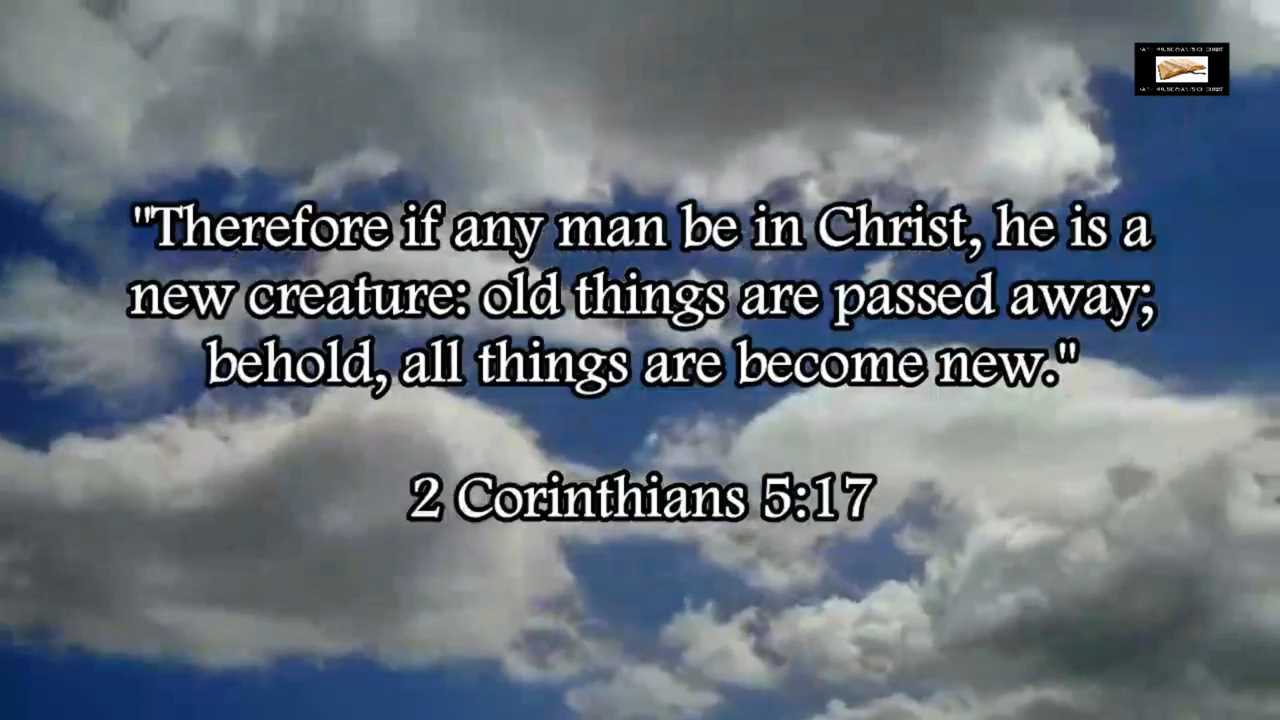 "Therefore if any man be in Christ, he is a
new creature: old things are passed away;
behold, all things are become new."
2 Corinthians 5:17